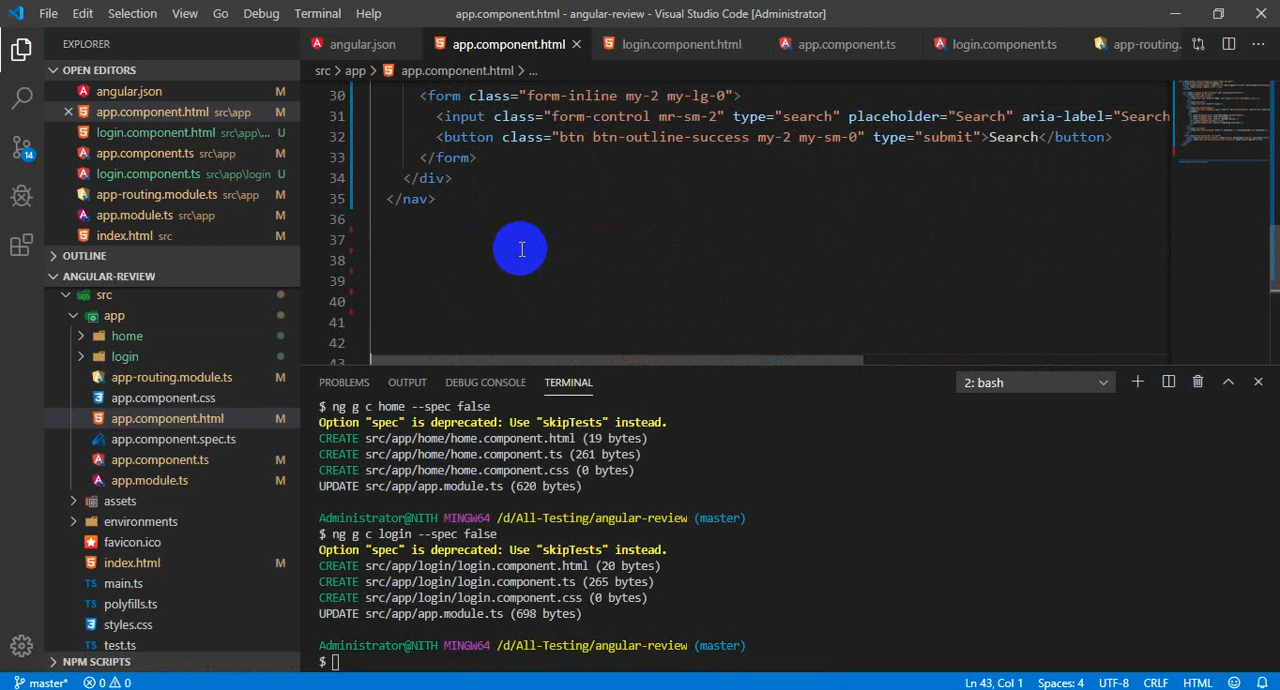 File Edit Selection View Go Debug Terminal Help app.component.html - angular-review - Visual Studio Code [Administrator]
EXPLORER
angular.json app.component.html login.component.html app.component.ts login.component.ts app-routing.
OPEN EDITORS
src > app > app.component.html > ...
angular.json M
app.component.html src\app M
login.component.html src\app\... U
app.component.ts src\app M
login.component.ts src\app\login U
app-routing.module.ts src\app M
app.module.ts src\app M
index.html src M
OUTLINE
ANGULAR-REVIEW
src
app
home
login
app-routing.module.ts M
app.component.css
app.component.html M
app.component.spec.ts
app.component.ts M
app.module.ts M
assets
environments
favicon.ico
index.html M
main.ts
polyfills.ts
styles.css
test.ts
NPM SCRIPTS
14
30 <form class="form-inline my-2 my-lg-0">
31 <input class="form-control mr-sm-2" type="search" placeholder="Search" aria-label="Search
32 <button class="btn btn-outline-success my-2 my-sm-0" type="submit">Search</button>
33 </form>
34 </div>
35 </nav>
36
37
38
39
40
41
42
43
PROBLEMS OUTPUT DEBUG CONSOLE TERMINAL 2: bash
$ ng g c home --spec false
Option "spec" is deprecated: Use "skipTests" instead.
CREATE src/app/home/home.component.html (19 bytes)
CREATE src/app/home/home.component.ts (261 bytes)
CREATE src/app/home/home.component.css (0 bytes)
UPDATE src/app/app.module.ts (620 bytes)
Administrator@NITH MINGW64 /d/All-Testing/angular-review (master)
$ ng g c login --spec false
Option "spec" is deprecated: Use "skipTests" instead.
CREATE src/app/login/login.component.html (20 bytes)
CREATE src/app/login/login.component.ts (265 bytes)
CREATE src/app/login/login.component.css (0 bytes)
UPDATE src/app/app.module.ts (698 bytes)
Administrator@NITH MINGW64 /d/All-Testing/angular-review (master)
$
master* 0 0 Ln 43, Col 1 Spaces: 4 UTF-8 CRLF HTML